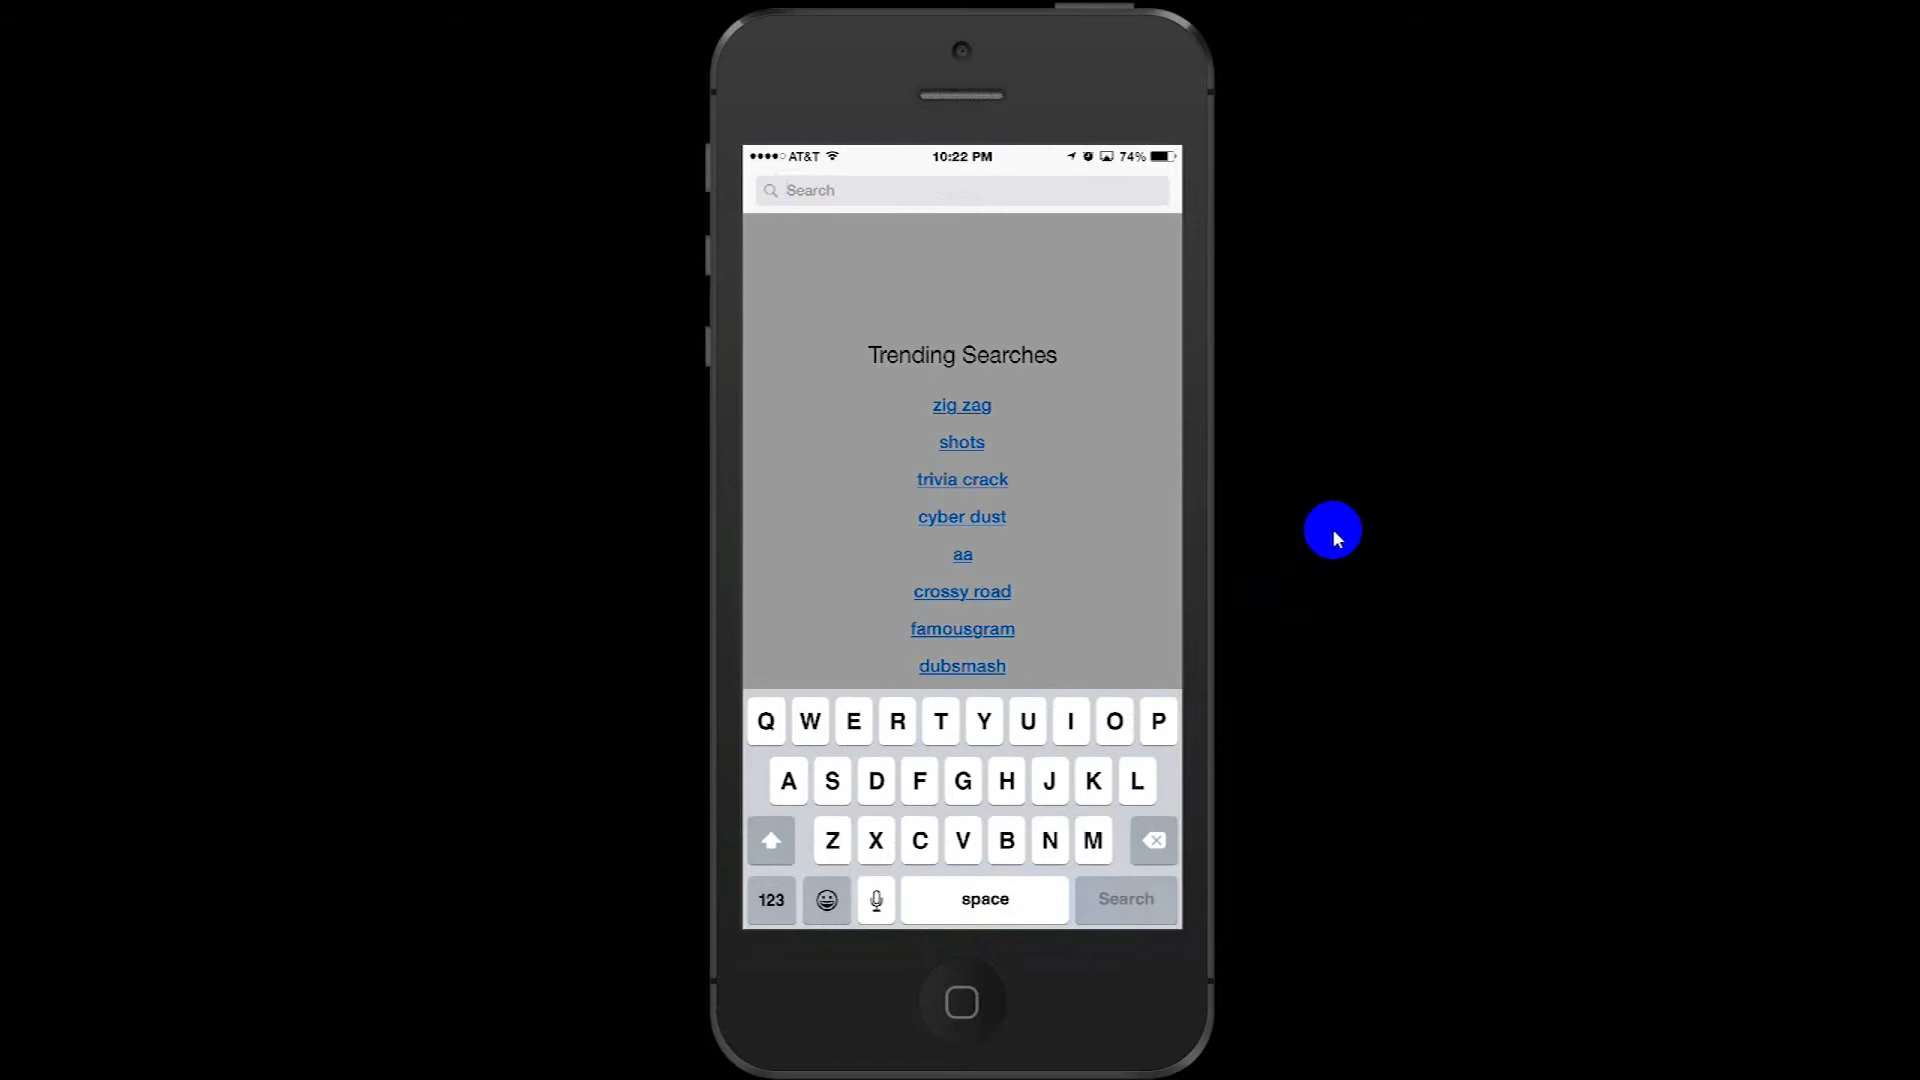 AT&T 10:22 PM 74%
Search
Trending Searches
zig zag
shots
trivia crack
cyber dust
aa
crossy road
famousgram
dubsmash
Q W E R T Y U I O P
A S D F G H J K L
Z X C V B N M
123 space Search